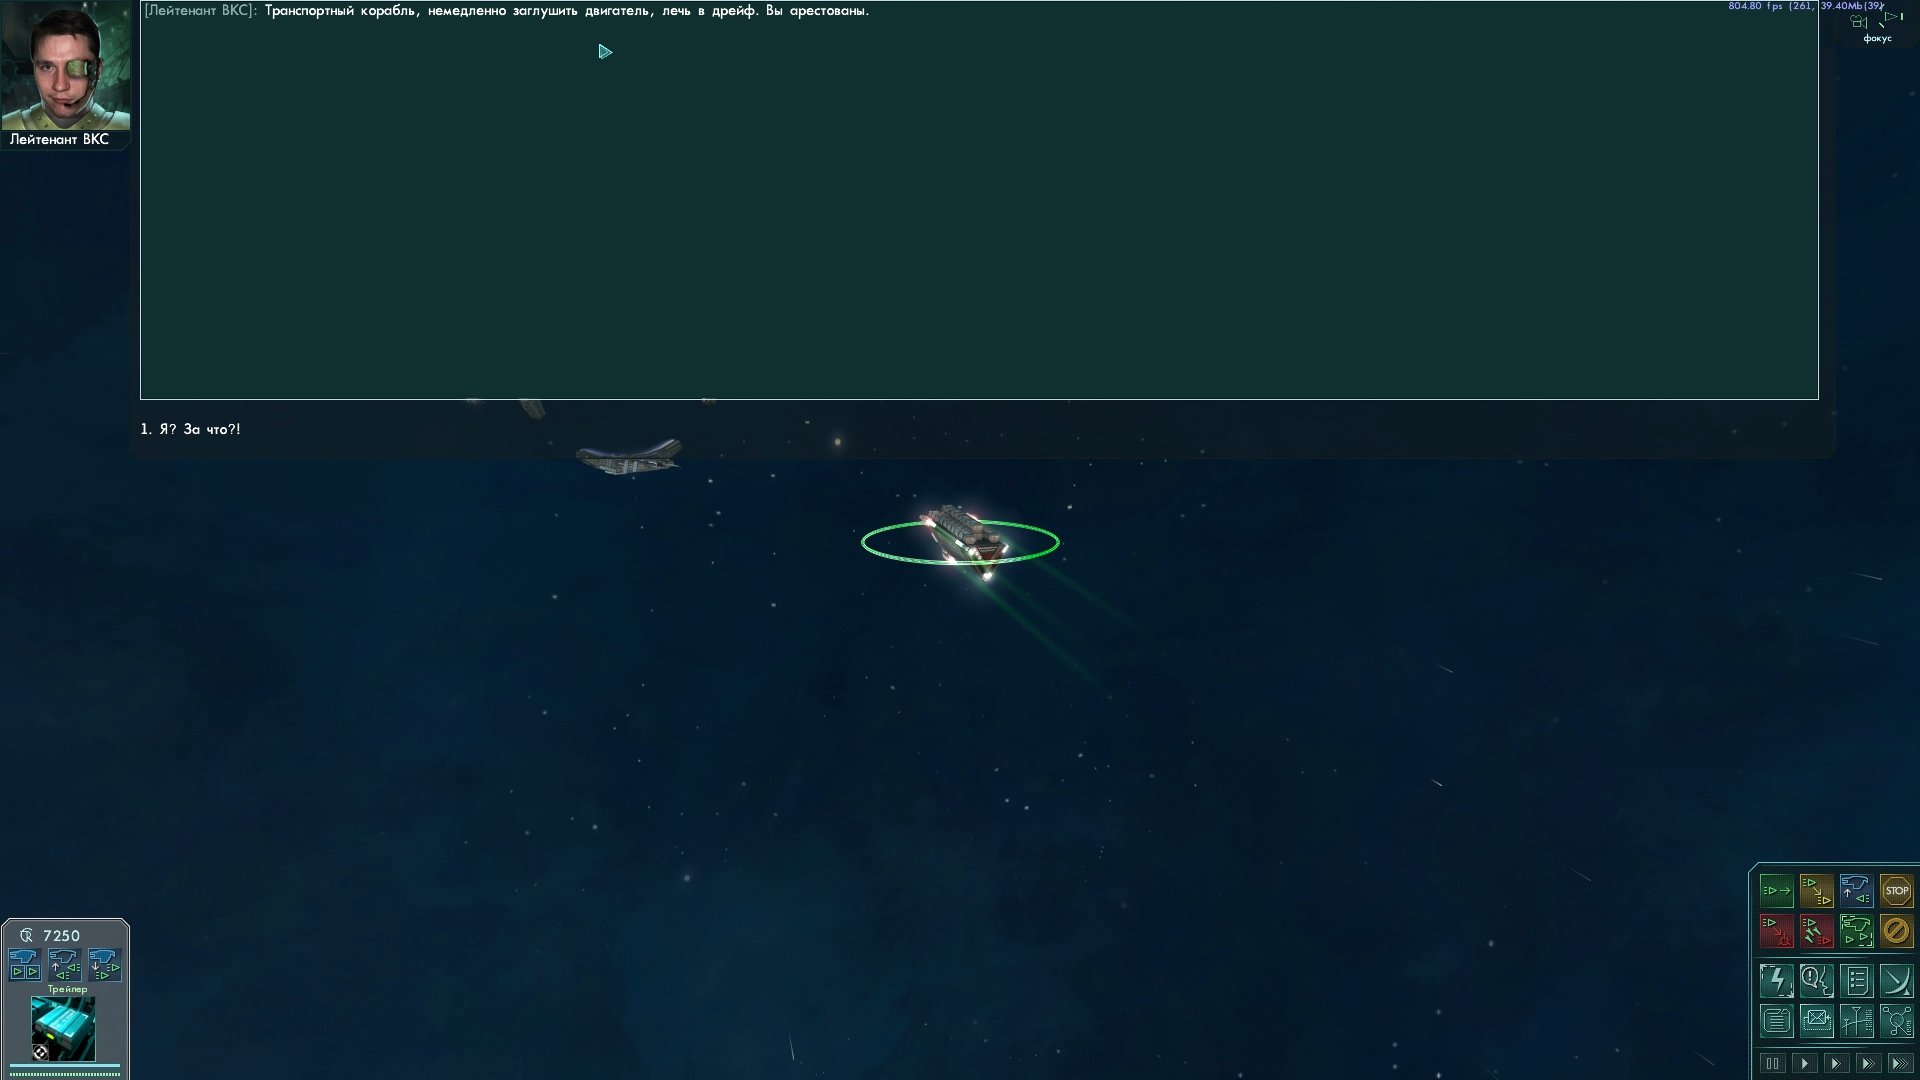 [Лейтенант ВКС]: Транспортный корабль, немедленно заглушить двигатель, лечь в дрейф. Вы арестованы.
804.80 fps (261, 39.40Mb(39)
фокус
Лейтенант ВКС
1. Я? За что?!
7250
Трейлер
STOP